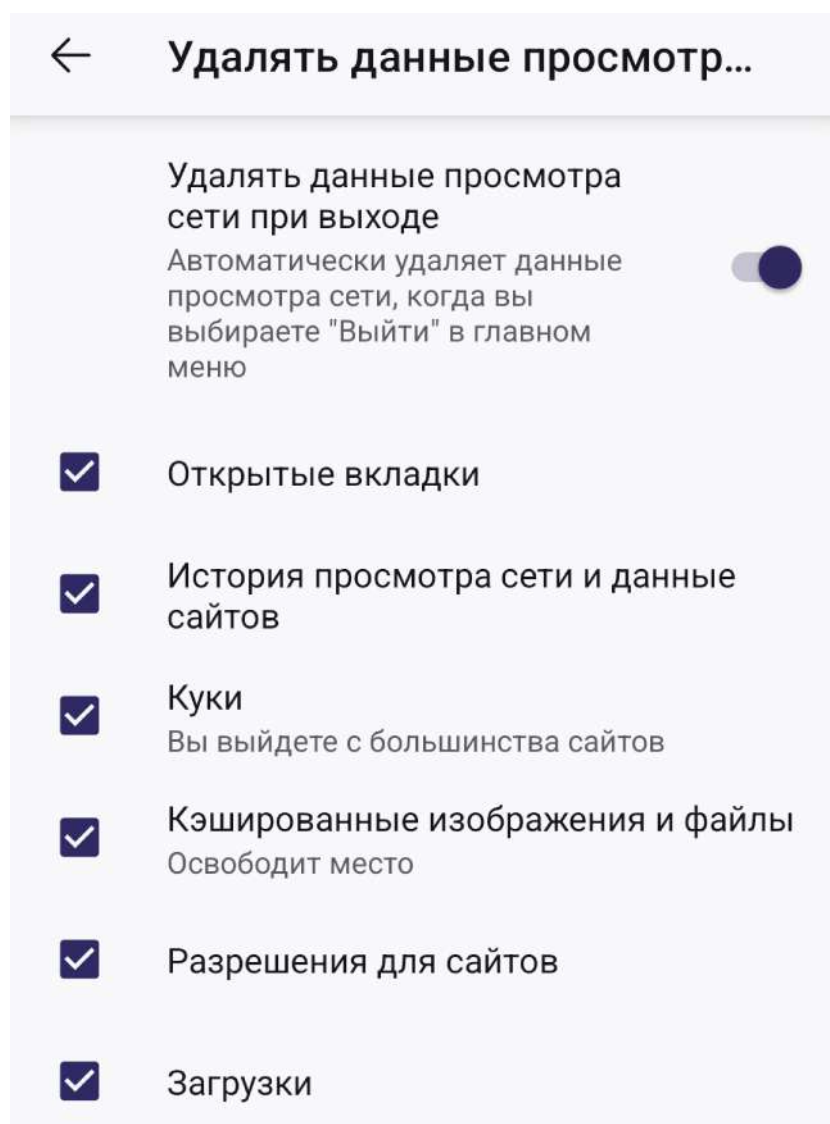 Удалять данные просмотр...
Удалять данные просмотра
сети при выходе
Автоматически удаляет данные
просмотра сети, когда вы
выбираете "Выйти" в главном
меню
Открытые вкладки
История просмотра сети и данные
сайтов
Куки
Вы выйдете с большинства сайтов
Кэшированные изображения и файлы
Освободит место
Разрешения для сайтов
Загрузки